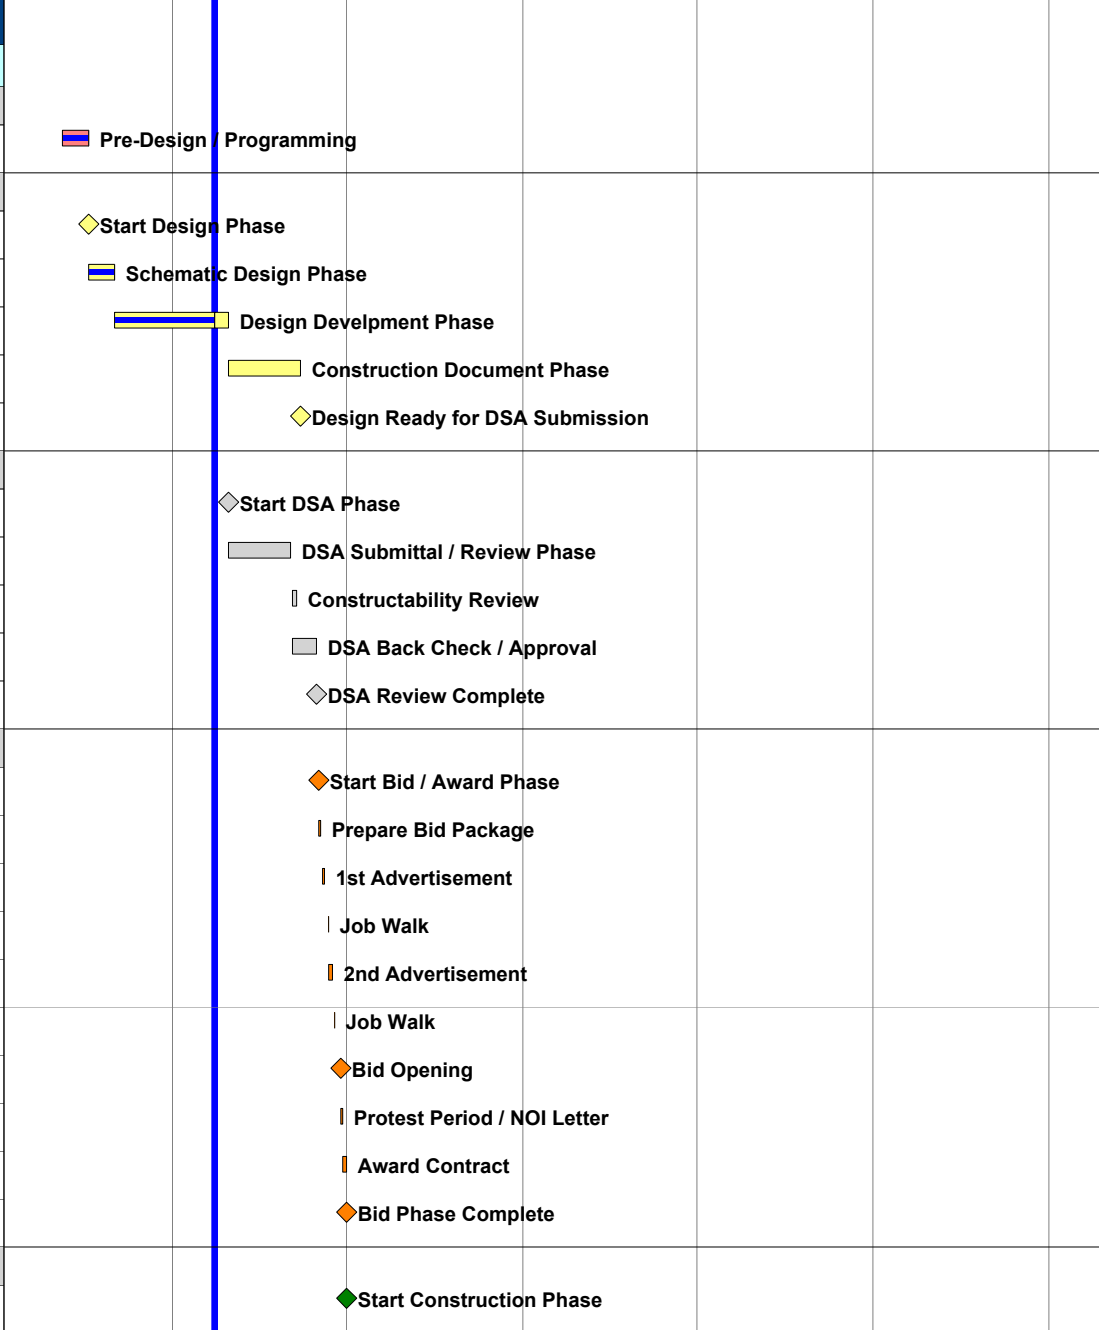 Pre-Design / Programming
Start Design Phase
Schematic Design Phase
Design Develpment Phase
Construction Document Phase
Design Ready for DSA Submission
Start DSA Phase
DSA Submittal / Review Phase
Constructability Review
DSA Back Check / Approval
DSA Review Complete
Start Bid / Award Phase
Prepare Bid Package
1st Advertisement
Job Walk
2nd Advertisement
Job Walk
Bid Opening
Protest Period / NOI Letter
Award Contract
Bid Phase Complete
Start Construction Phase